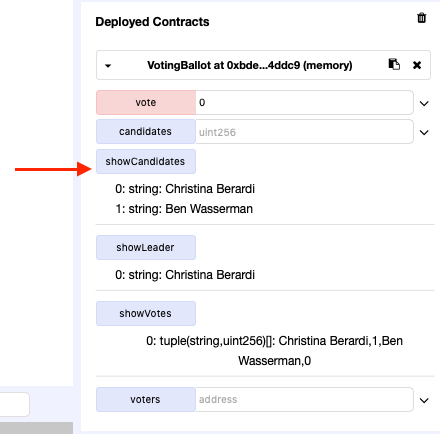 Deployed Contracts
VotingBallot at 0xbde...4ddc9 (memory)
vote 0
candidates uint256
showCandidates
0: string: Christina Berardi
1: string: Ben Wasserman
showLeader
0: string: Christina Berardi
showVotes
0: tuple(string,uint256)[]: Christina Berardi,1,Ben
Wasserman,0
voters address